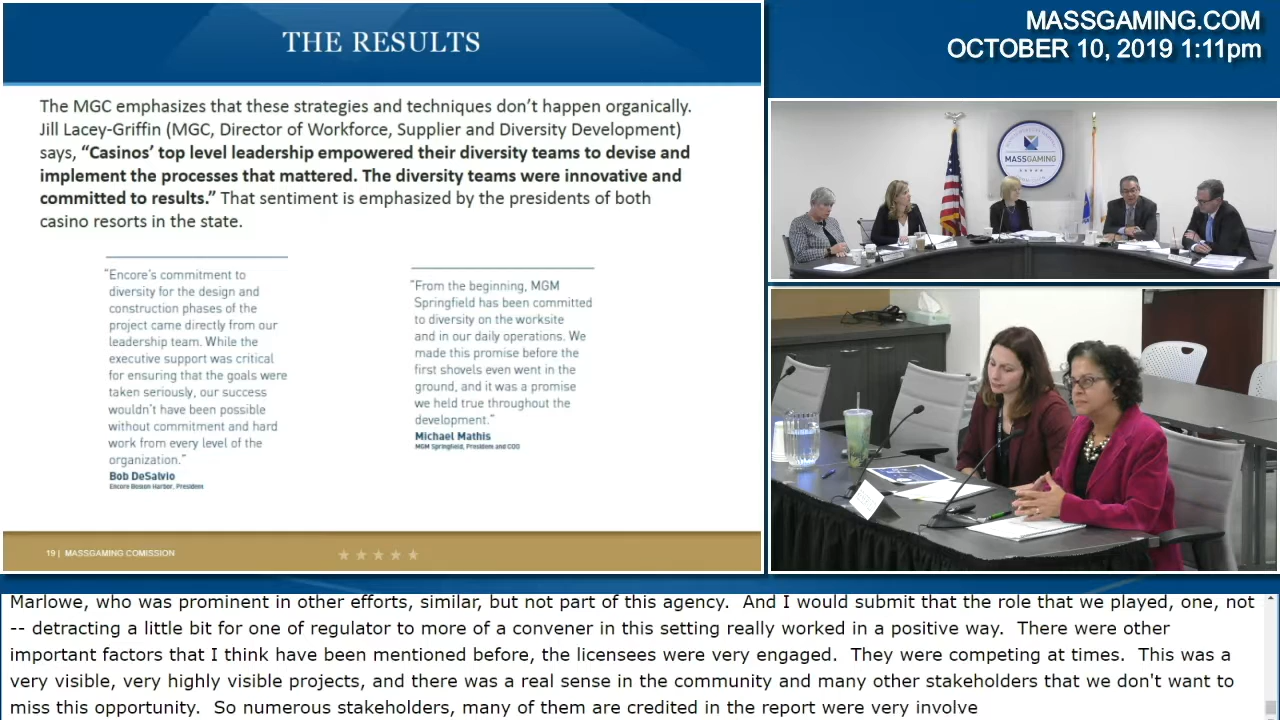 THE RESULTS
The MGC emphasizes that these strategies and techniques don't happen organically.
Jill Lacey-Griffin (MGC, Director of Workforce, Supplier and Diversity Development)
says, "Casinos' top level leadership empowered their diversity teams to devise and
implement the processes that mattered. The diversity teams were innovative and
committed to results." That sentiment is emphasized by the presidents of both
casino resorts in the state.
"Encore's commitment to
diversity for the design and
construction phases of the
project came directly from our
leadership team. While the
executive support was critical
for ensuring that the goals were
taken seriously, our success
wouldn't have been possible
without commitment and hard
work from every level of the
organization."
Bob DeSalvio
Encore Boston Harbor, President
"From the beginning, MGM
Springfield has been committed
to diversity on the worksite
and in our daily operations. We
made this promise before the
first shovels even went in the
ground, and it was a promise
we held true throughout the
development."
Michael Mathis
MGM Springfield, President and COO
19 | MASSGAMING COMISSION
MASSGAMING.COM
OCTOBER 10, 2019 1:11pm
MASSGAMING
Marlowe, who was prominent in other efforts, similar, but not part of this agency. And I would submit that the role that we played, one, not
-- detracting a little bit for one of regulator to more of a convener in this setting really worked in a positive way. There were other
important factors that I think have been mentioned before, the licensees were very engaged. They were competing at times. This was a
very visible, very highly visible projects, and there was a real sense in the community and many other stakeholders that we don't want to
miss this opportunity. So numerous stakeholders, many of them are credited in the report were very involve